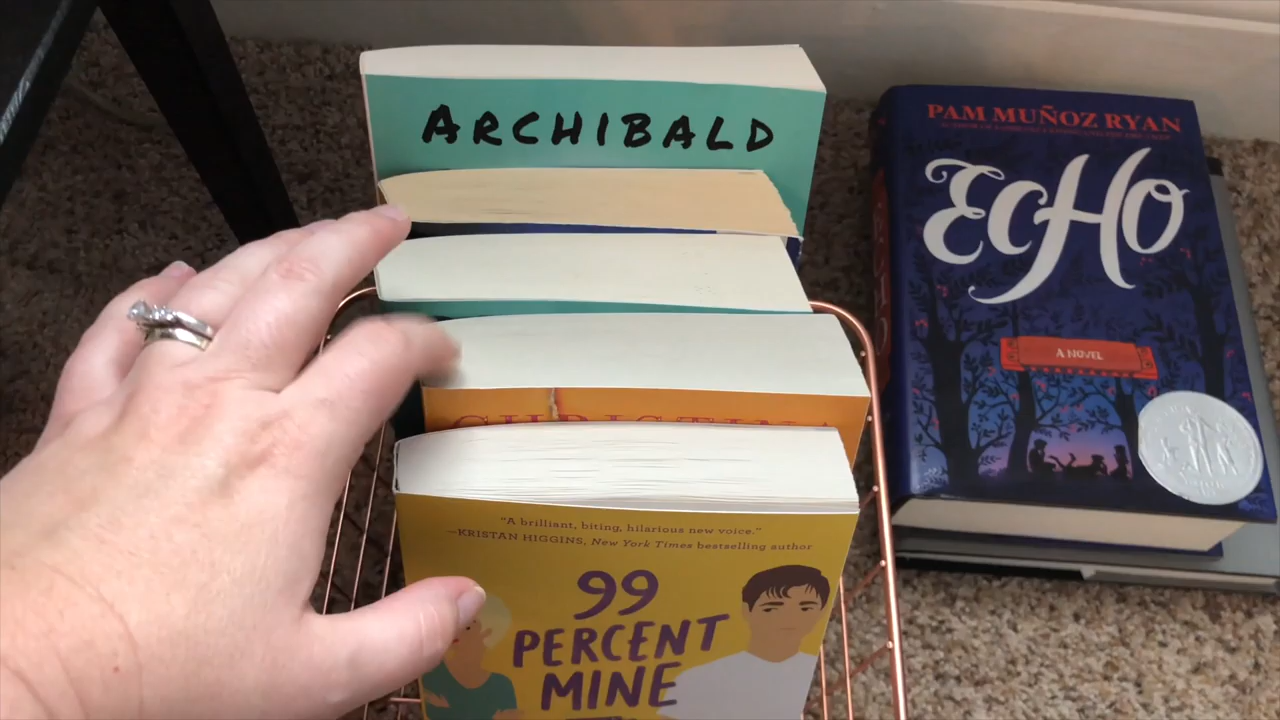 ARCHIBALD
CHRISTINA
"A brilliant, biting, hilarious new voice."
—KRISTAN HIGGINS, New York Times bestselling author
99
PERCENT
MINE
PAM MUÑOZ RYAN
ECHO
A NOVEL